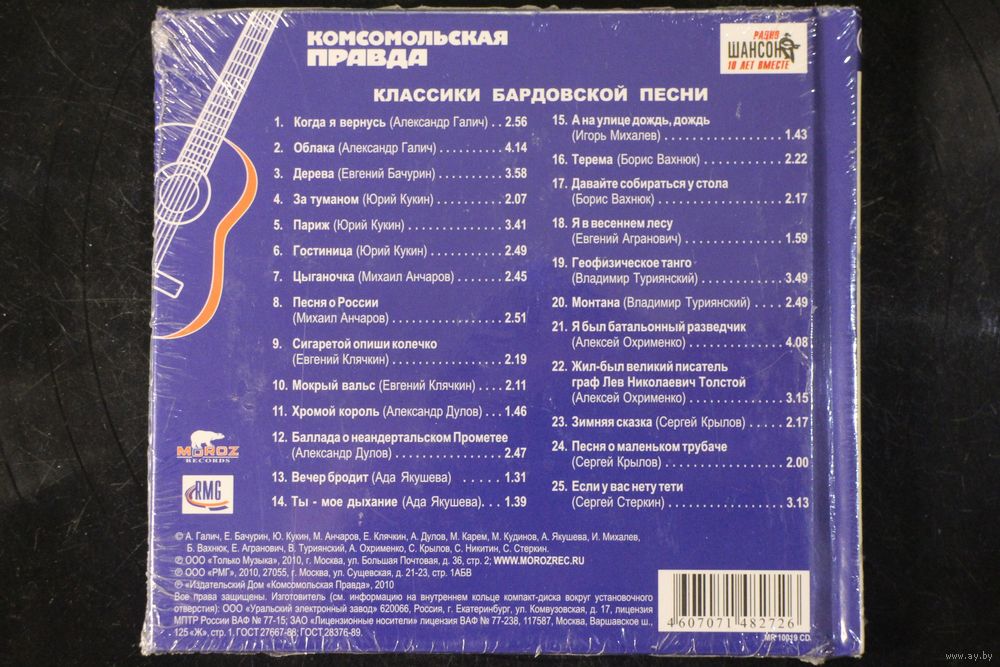 КОМСОМОЛЬСКАЯ
ПРАВДА
РАДИО
ШАНСОН
10 ЛЕТ ВМЕСТЕ
КЛАССИКИ БАРДОВСКОЙ ПЕСНИ
1. Когда я вернусь (Александр Галич) . . 2.56
2. Облака (Александр Галич) . . . . . . . . . . 4.14
3. Дерева (Евгений Бачурин) . . . . . . . . . . 3.58
4. За туманом (Юрий Кукин) . . . . . . . . . . 2.07
5. Париж (Юрий Кукин) . . . . . . . . . . . . . . 3.41
6. Гостиница (Юрий Кукин) . . . . . . . . . . . 2.49
7. Цыганочка (Михаил Анчаров) . . . . . . . 2.45
8. Песня о России
(Михаил Анчаров) . . . . . . . . . . . . . . . . 2.51
9. Сигаретой опиши колечко
(Евгений Клячкин) . . . . . . . . . . . . . . . . 2.19
10. Мокрый вальс (Евгений Клячкин) . . . . 2.11
11. Хромой король (Александр Дулов) . . . 1.46
12. Баллада о неандертальском Прометее
(Александр Дулов) . . . . . . . . . . . . . . . . 2.47
13. Вечер бродит (Ада Якушева) . . . . . . . 1.31
14. Ты - мое дыхание (Ада Якушева) . . . 1.39
15. А на улице дождь, дождь
(Игорь Михалев) . . . . . . . . . . . . . . . . . 1.43
16. Терема (Борис Вахнюк) . . . . . . . . . . . . 2.22
17. Давайте собираться у стола
(Борис Вахнюк) . . . . . . . . . . . . . . . . . . 2.17
18. Я в весеннем лесу
(Евгений Агранович) . . . . . . . . . . . . . . 1.59
19. Геофизическое танго
(Владимир Туриянский) . . . . . . . . . . . . 3.49
20. Монтана (Владимир Туриянский) . . . . 2.49
21. Я был батальонный разведчик
(Алексей Охрименко) . . . . . . . . . . . . . . 4.08
22. Жил-был великий писатель
граф Лев Николаевич Толстой
(Алексей Охрименко) . . . . . . . . . . . . . . 3.15
23. Зимняя сказка (Сергей Крылов) . . . . . 2.17
24. Песня о маленьком трубаче
(Сергей Крылов) . . . . . . . . . . . . . . . . . 2.00
25. Если у вас нету тети
(Сергей Стеркин) . . . . . . . . . . . . . . . . . 3.13
MOROZ
RECORDS
RMG
© А. Галич, Е. Бачурин, Ю. Кукин, М. Анчаров, Е. Клячкин, А. Дулов, М. Карем, М. Кудинов, А. Якушева, И. Михалев,
Б. Вахнюк, Е. Агранович, В. Туриянский, А. Охрименко, С. Крылов, С. Никитин, С. Стеркин.
℗ ООО «Только Музыка», 2010, г. Москва, ул. Большая Почтовая, д. 36, стр. 2; WWW.MOROZREC.RU
℗ ООО «РМГ», 2010, 27055, г. Москва, ул. Сущевская, д. 21-23, стр. 1АБВ
℗ «Издательский Дом «Комсомольская Правда», 2010
Все права защищены. Изготовитель (см. информацию на внутреннем кольце компакт-диска вокруг установочного
отверстия): ООО «Уральский электронный завод» 620066, Россия, г. Екатеринбург, ул. Комвузовская, д. 17, лицензия
МПТР России ВАФ № 77-15; ЗАО «Лицензионные носители» лицензия ВАФ № 77-238, 117587, Москва, Варшавское ш.,
125 «Ж», стр. 1. ГОСТ 27667-88, ГОСТ 28376-89.
4607071482726
MR 10019 CD
www.ay.by